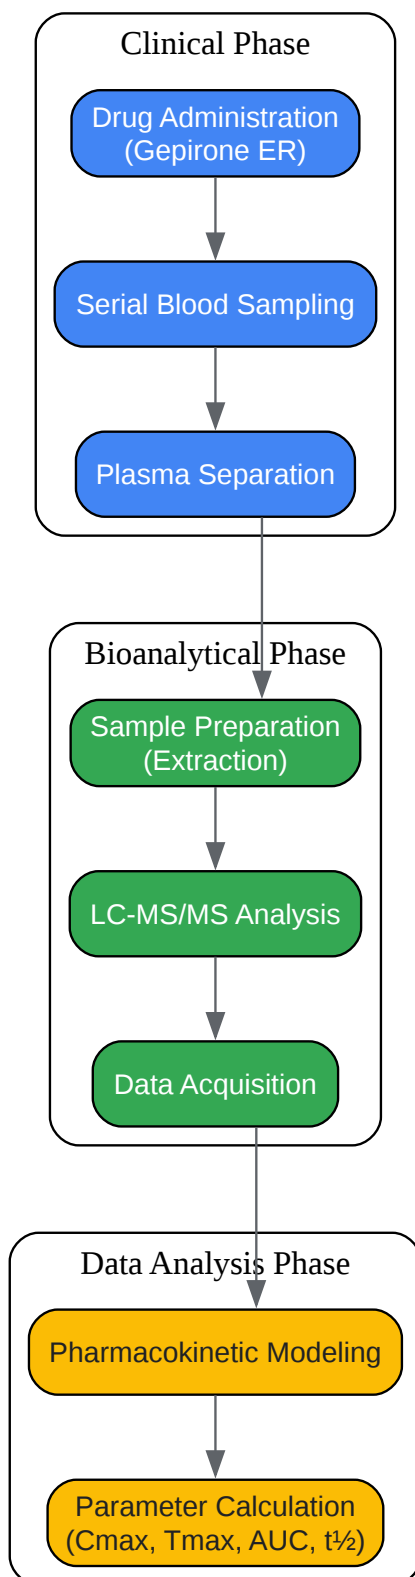 Clinical Phase
Drug Administration
(Gepirone ER)
Serial Blood Sampling
Plasma Separation
Bioanalytical Phase
Sample Preparation
(Extraction)
LC-MS/MS Analysis
Data Acquisition
Data Analysis Phase
Pharmacokinetic Modeling
Parameter Calculation
(Cmax, Tmax, AUC, t½)